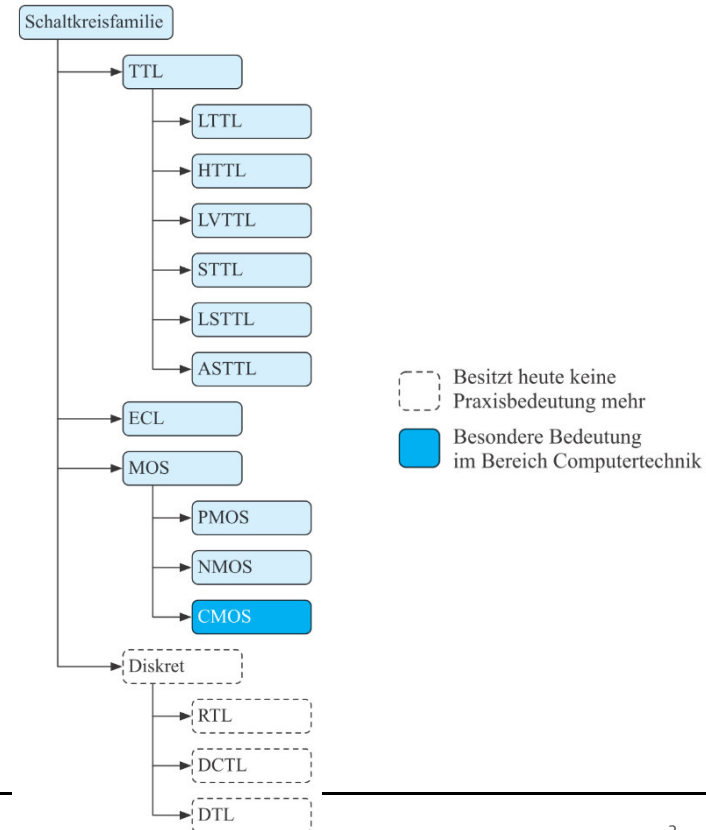 Schaltkreisfamilie
TTL
LTTL
HTTL
LVTTL
STTL
LSTTL
ASTTL
ECL
MOS
PMOS
NMOS
CMOS
Diskret
RTL
DCTL
DTL
Besitzt heute keine
Praxisbedeutung mehr
Besondere Bedeutung
im Bereich Computertechnik